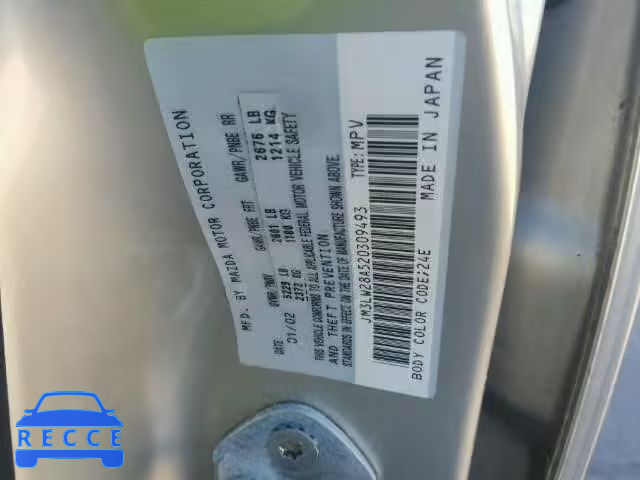 MFD. BY MAZDA MOTOR CORPORATION
DATE GVWR/PNBV GAWR/PNBE FRT GAWR/PNBE RR
01/02 5229 LB 2601 LB 2676 LB
2372 KG 1180 KG 1214 KG
THIS VEHICLE CONFORMS TO ALL APPLICABLE FEDERAL MOTOR VEHICLE SAFETY
AND THEFT PREVENTION
STANDARDS IN EFFECT ON THE DATE OF MANUFACTURE SHOWN ABOVE.
JM3LW28A520309493 TYPE: MPV
BODY COLOR CODE:24E MADE IN JAPAN
RECCE